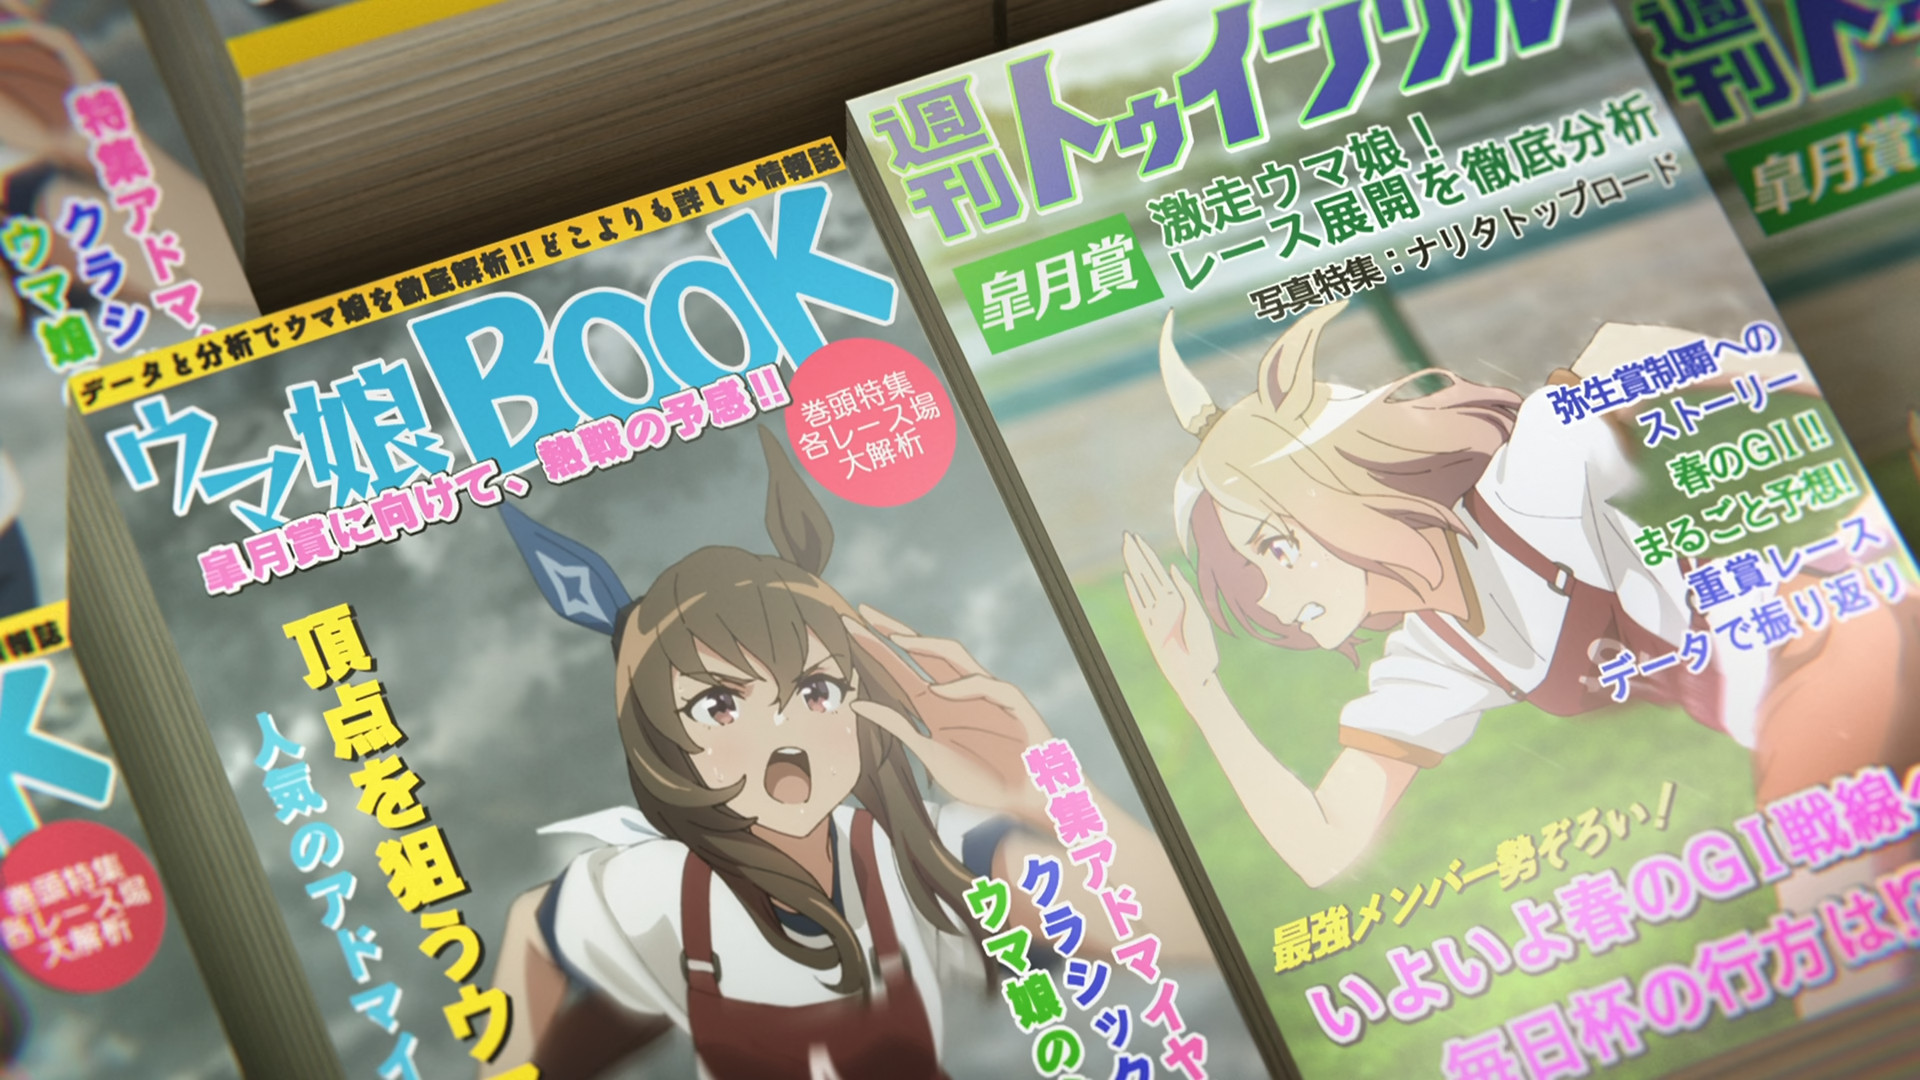 特集アドマ
クラシ
ウマ娘
データと分析でウマ娘を徹底解析!!どこよりも詳しい情報誌
ウマ娘BOOK
皐月賞に向けて、熱戦の予感!!
巻頭特集
各レース場
大解析
頂点を狙うウ
人気のアドマイ
特集アドマイヤ
クラシック
ウマ娘の
週刊トゥインクル
激走ウマ娘！
レース展開を徹底分析
皐月賞
写真特集：ナリタトップロード
弥生賞制覇への
ストーリー
春のGⅠ!!
まるごと予想!!
重賞レース
データで振り返り
最強メンバー勢ぞろい！
いよいよ春のGⅠ戦線へ
毎日杯の行方は!?
週刊ト
皐月賞
情報誌
K
巻頭特集
各レース場
大解析